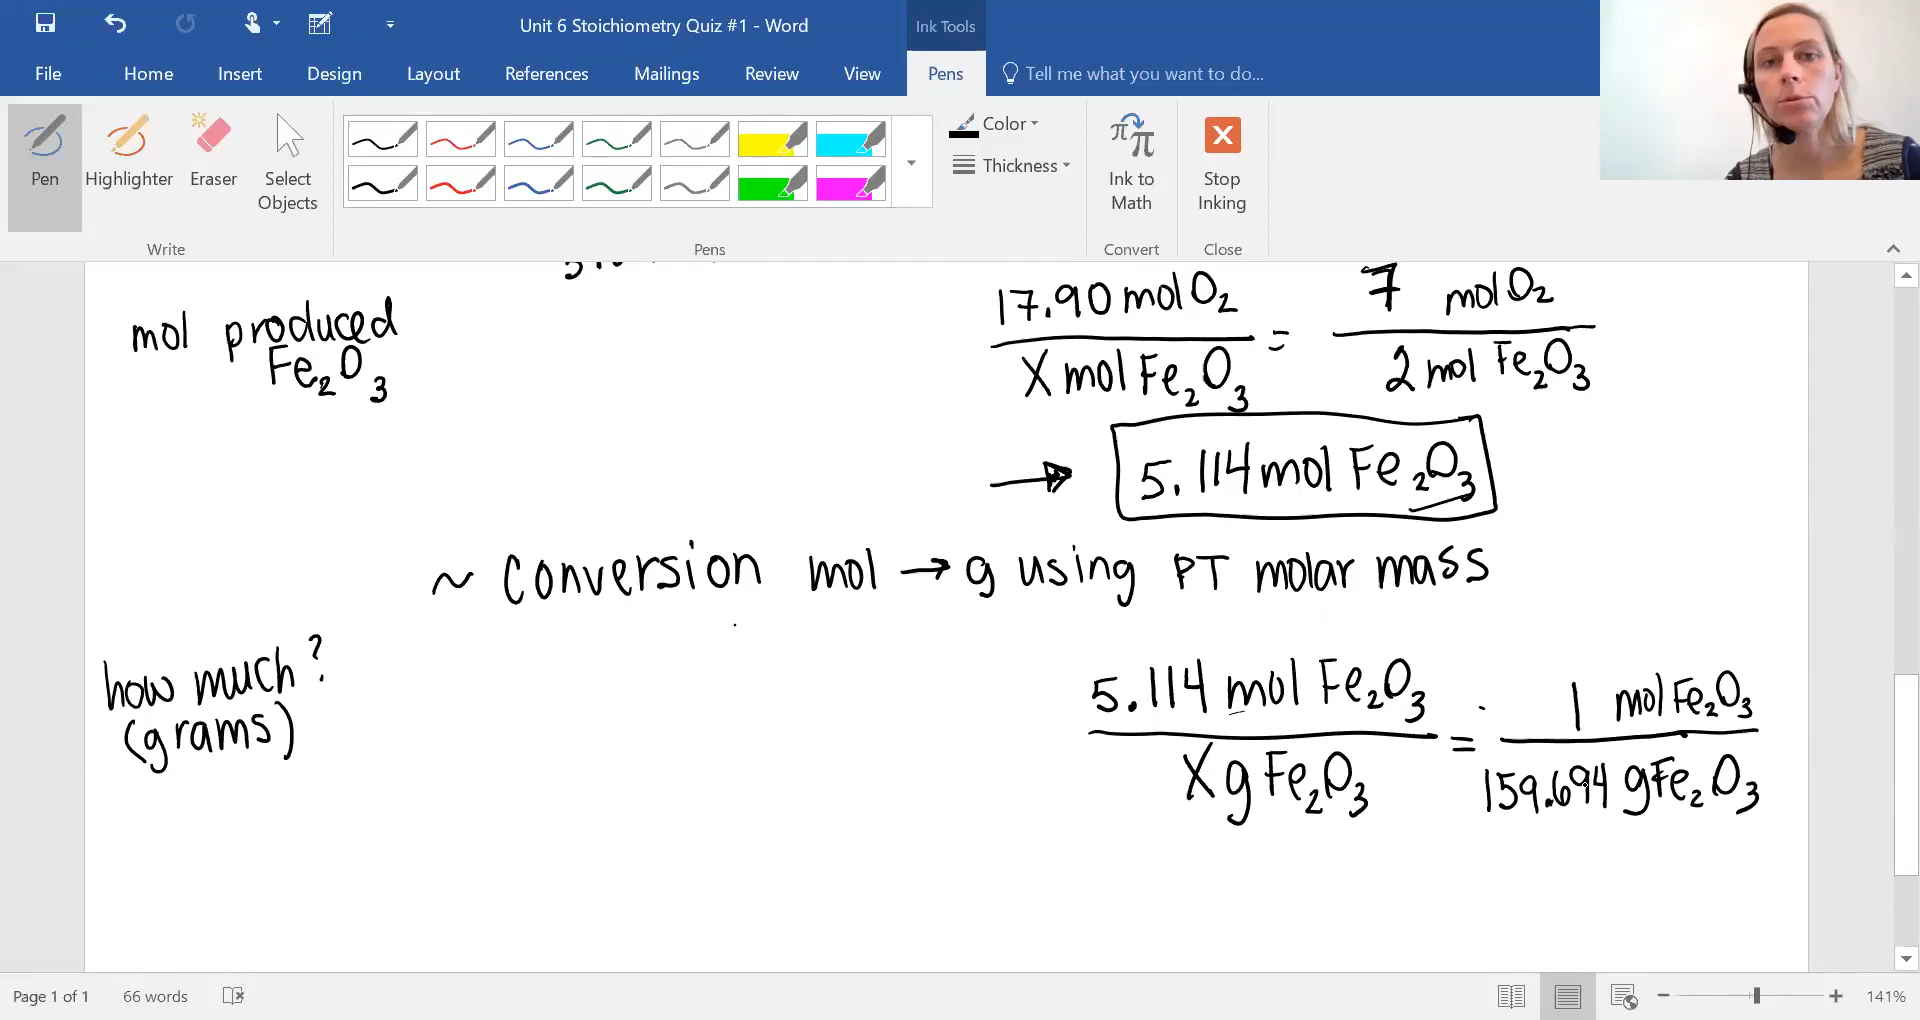 Unit 6 Stoichiometry Quiz #1 - Word
Ink Tools
File Home Insert Design Layout References Mailings Review View Pens Tell me what you want to do...
Pen Highlighter Eraser Select Objects
Color
Thickness
Ink to Math
Stop Inking
Write Pens Convert Close
17.90 mol O₂ / X mol Fe₂O₃ = 7 mol O₂ / 2 mol Fe₂O₃
mol produced
Fe₂O₃
→ 5.114 mol Fe₂O₃
~ conversion mol → g using PT molar mass
how much?
(grams)
5.114 mol Fe₂O₃ / X g Fe₂O₃ = 1 mol Fe₂O₃ / 159.694 g Fe₂O₃
Page 1 of 1 66 words 141%